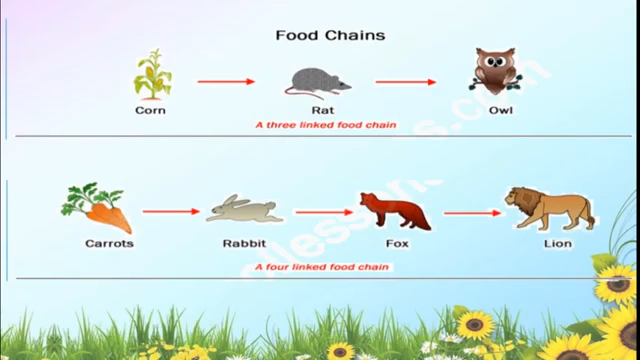 Food Chains
Corn
Rat
Owl
A three linked food chain
Carrots
Rabbit
Fox
Lion
A four linked food chain